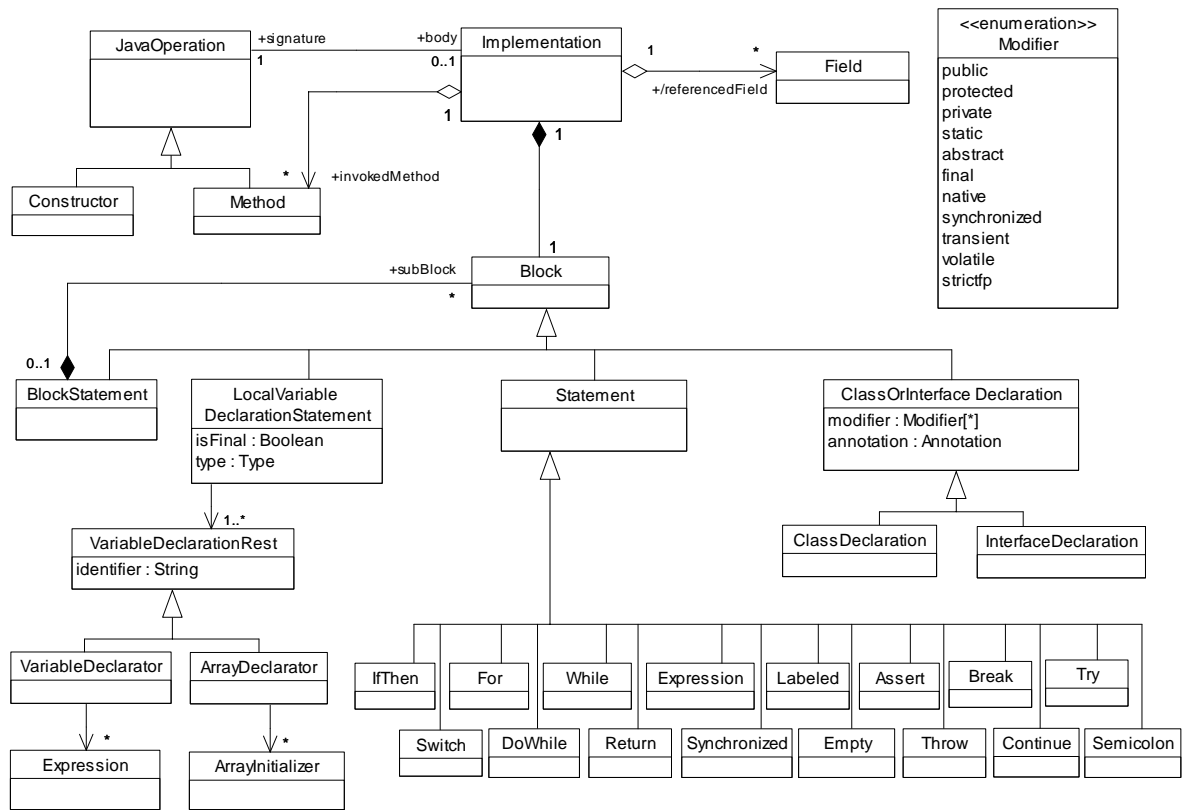 <<enumeration>>
Modifier
public
protected
private
static
abstract
final
native
synchronized
transient
volatile
strictfp
JavaOperation
+signature
1
+body
0..1
Implementation
1
*
+/referencedField
Field
1
1
*
+invokedMethod
Constructor
Method
1
+subBlock
*
Block
0..1
BlockStatement
LocalVariable
DeclarationStatement
isFinal : Boolean
type : Type
Statement
ClassOrInterface Declaration
modifier : Modifier[*]
annotation : Annotation
1..*
VariableDeclarationRest
identifier : String
ClassDeclaration
InterfaceDeclaration
VariableDeclarator
ArrayDeclarator
*
*
Expression
ArrayInitializer
IfThen
For
While
Expression
Labeled
Assert
Break
Try
Switch
DoWhile
Return
Synchronized
Empty
Throw
Continue
Semicolon